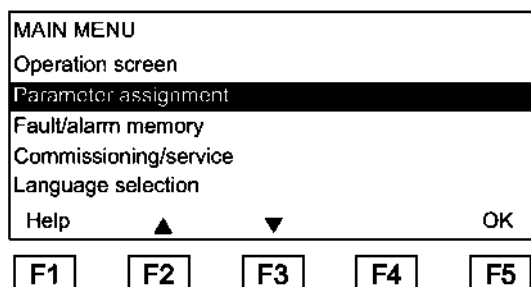 MAIN MENU
Operation screen
Parameter assignment
Fault/alarm memory
Commissioning/service
Language selection
Help ▲ ▼ OK
F1 F2 F3 F4 F5